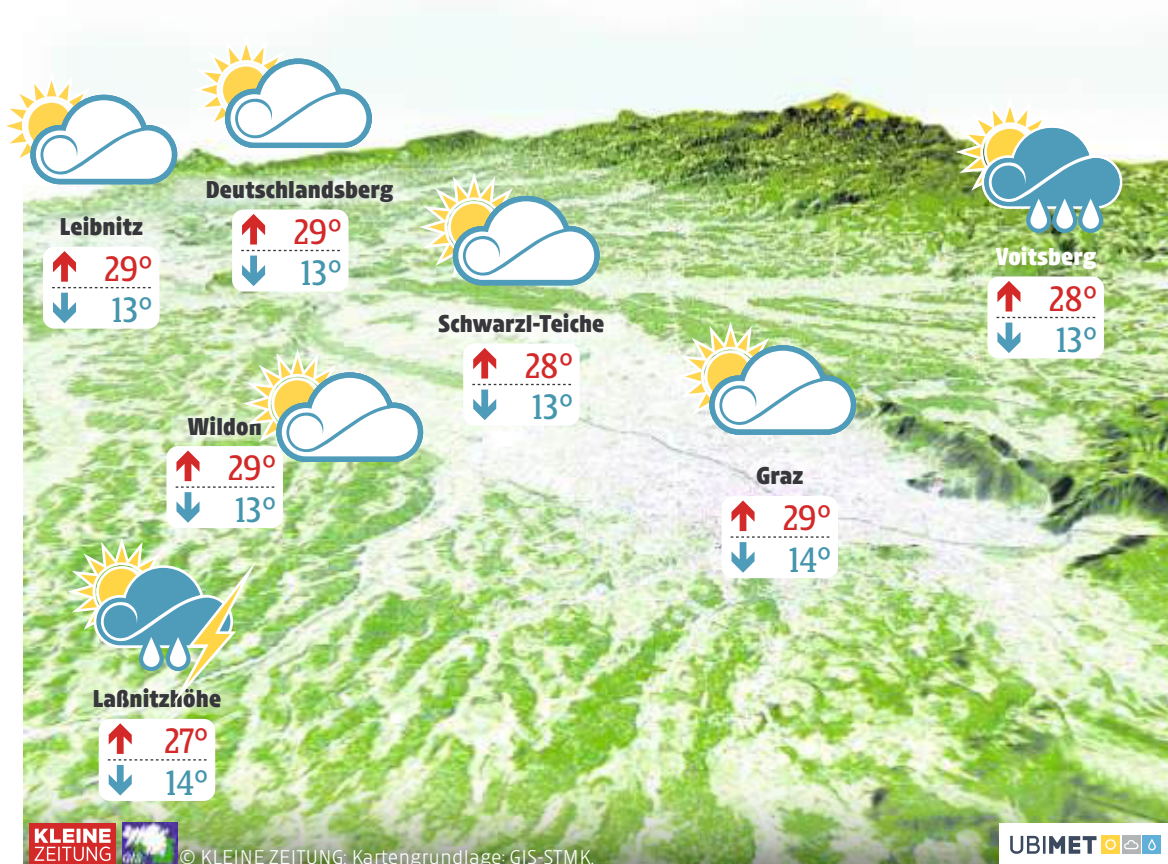 Deutschlandsberg
29°
13°
Leibnitz
29°
13°
Voitsberg
28°
13°
Schwarzl-Teiche
28°
13°
Wildon
29°
13°
Graz
29°
14°
Laßnitzhöhe
27°
14°
KLEINE
ZEITUNG
© KLEINE ZEITUNG; Kartengrundlage: GIS-STMK.
UBIMET